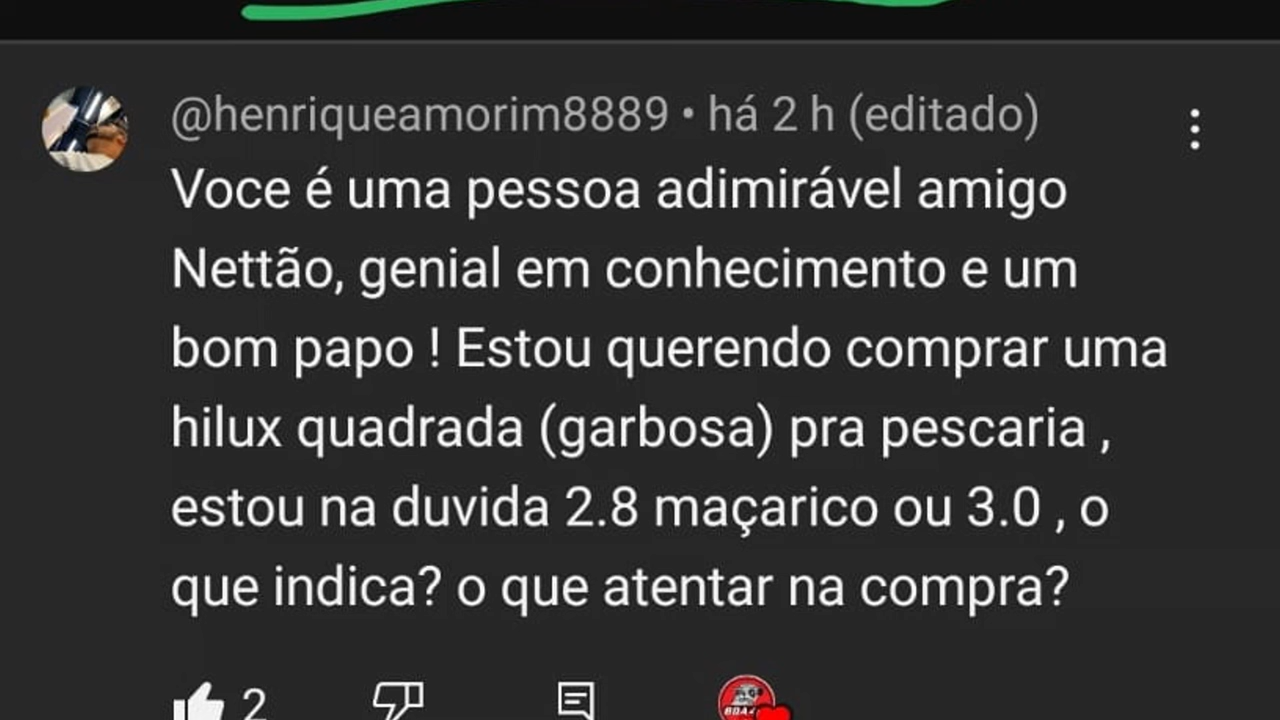 @henriqueamorim8889 • há 2 h (editado)
Voce é uma pessoa adimirável amigo
Nettão, genial em conhecimento e um
bom papo ! Estou querendo comprar uma
hilux quadrada (garbosa) pra pescaria ,
estou na duvida 2.8 maçarico ou 3.0 , o
que indica? o que atentar na compra?
2